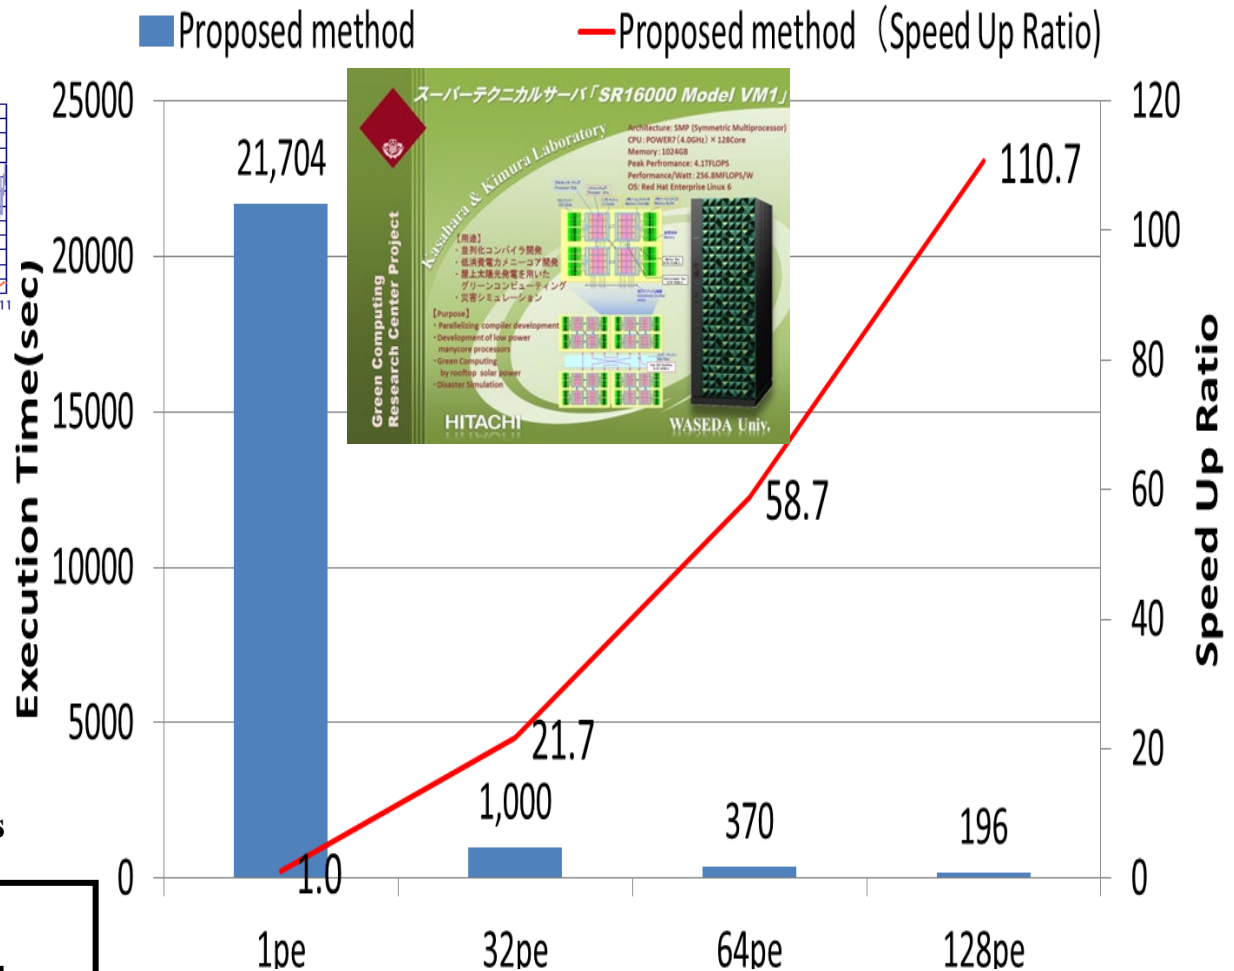 Proposed method
Proposed method (Speed Up Ratio)
25000
20000
15000
10000
5000
0
Execution Time(sec)
120
100
80
60
40
20
0
Speed Up Ratio
21,704
1,000
370
196
1.0
21.7
58.7
110.7
1pe
32pe
64pe
128pe
スーパーテクニカルサーバ「SR16000 Model VM1」
Kasahara & Kimura Laboratory
Architecture: SMP (Symmetric Multiprocessor)
CPU: POWER7(4.0GHz) × 128Core
Memory: 1024GB
Peak Perfromance: 4.1TFLOPS
Performance/Watt: 256.8MFLOPS/W
OS: Red Hat Enterprise Linux 6
【用途】
・並列化コンパイラ開発
・低消費電力メニーコア開発
・屋上太陽光発電を用いた
グリーンコンピューティング
・災害シミュレーション
【Purpose】
・Parallelizing compiler development
・Development of low power
manycore processors
・Green Computing
by rooftop solar power
・Disaster Simulation
Green Computing
Research Center Project
HITACHI
WASEDA Univ.
11
s